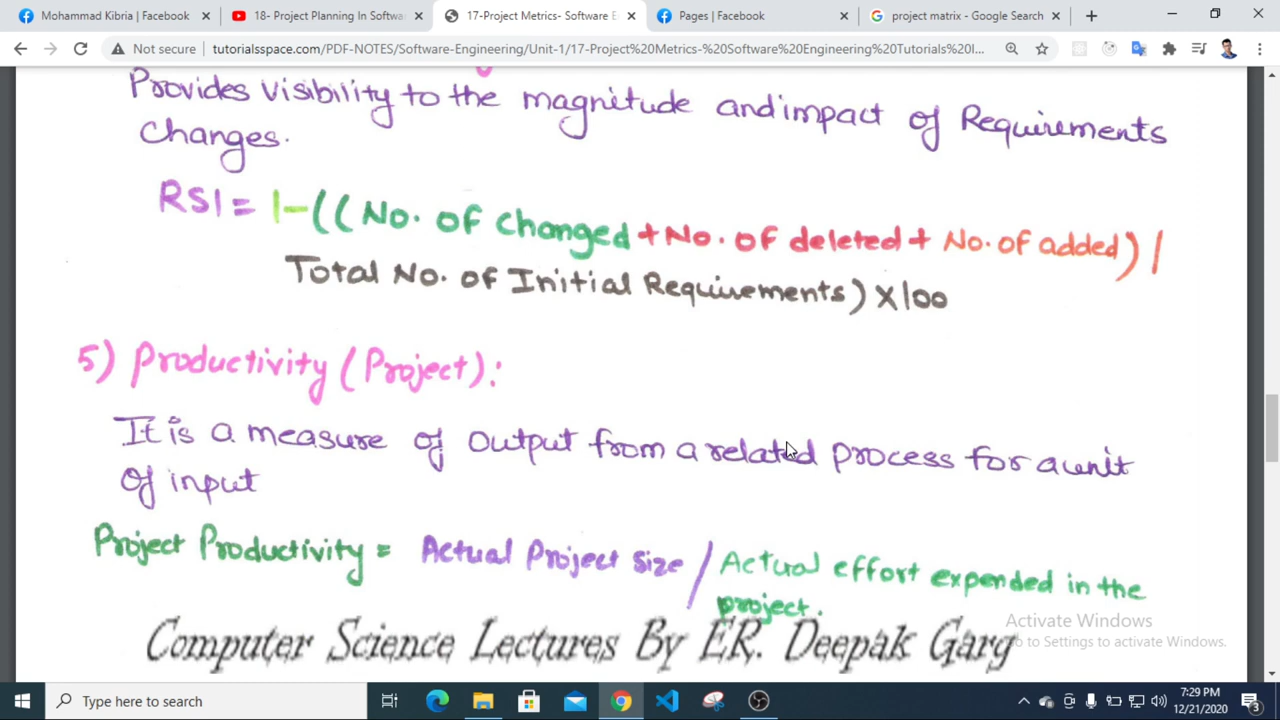 Mohammad Kibria | Facebook
18- Project Planning In Softwa
17-Project Metrics- Software E
Pages | Facebook
project matrix - Google Search
Not secure
tutorialsspace.com/PDF-NOTES/Software-Engineering/Unit-1/17-Project%20Metrics-%20Software%20Engineering%20Tutorials%20I...
Provides visibility to the magnitude and impact of Requirements
changes.
RSI = 1-((No. of changed + No. of deleted + No. of added) /
Total No. of Initial Requirements) X100
5) Productivity (Project):
It is a measure of output from a related process for a unit
of input
Project Productivity = Actual Project size / Actual effort expended in the
project.
Activate Windows
Go to Settings to activate Windows.
Computer Science Lectures By ER. Deepak Garg
Type here to search
7:29 PM
12/21/2020
3